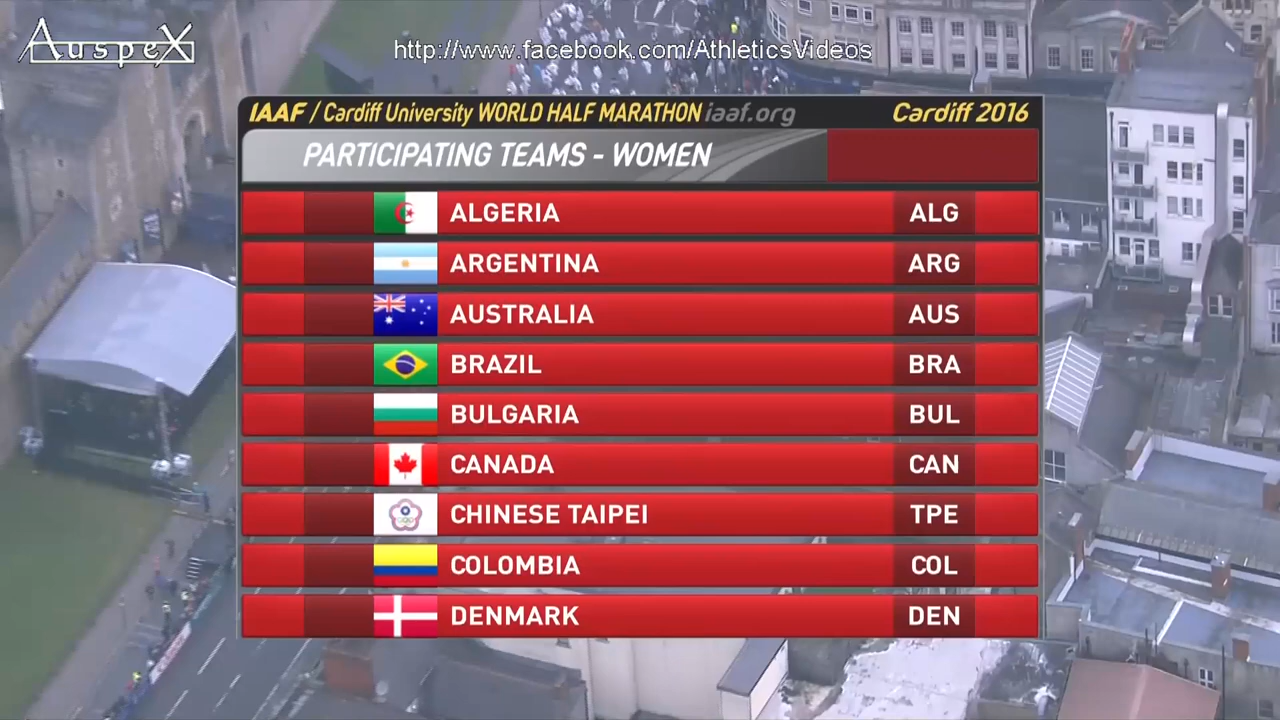 AuspeX
http://www.facebook.com/AthleticsVideos
IAAF / Cardiff University WORLD HALF MARATHON iaaf.org Cardiff 2016
PARTICIPATING TEAMS - WOMEN
ALGERIA ALG
ARGENTINA ARG
AUSTRALIA AUS
BRAZIL BRA
BULGARIA BUL
CANADA CAN
CHINESE TAIPEI TPE
COLOMBIA COL
DENMARK DEN